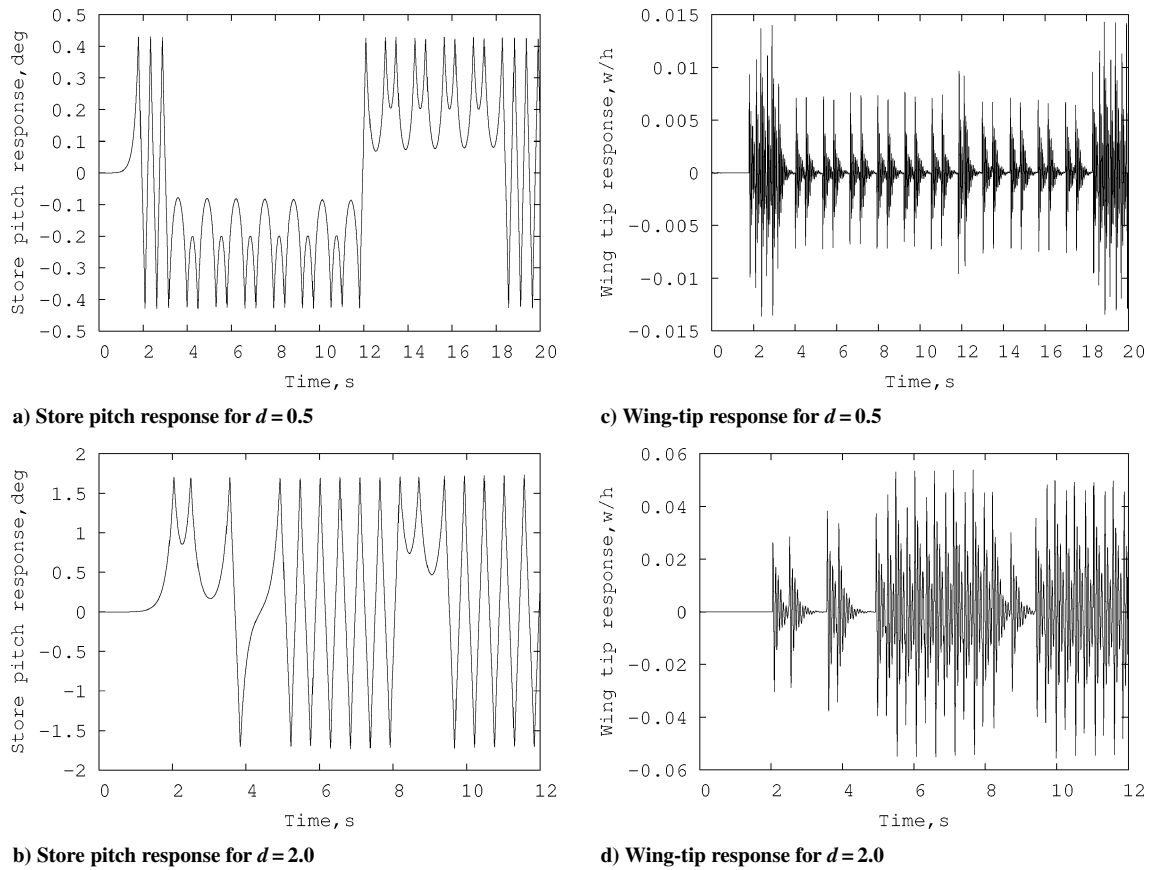 0.5
0.4
0.3
0.2
0.1
0
-0.1
-0.2
-0.3
-0.4
-0.5
Store pitch response,deg
0 2 4 6 8 10 12 14 16 18 20
Time,s
a) Store pitch response for d = 0.5
0.015
0.01
0.005
0
-0.005
-0.01
-0.015
Wing tip response,w/h
0 2 4 6 8 10 12 14 16 18 20
Time,s
c) Wing-tip response for d = 0.5
2
1.5
1
0.5
0
-0.5
-1
-1.5
-2
Store pitch response,deg
0 2 4 6 8 10 12
Time,s
b) Store pitch response for d = 2.0
0.06
0.04
0.02
0
-0.02
-0.04
-0.06
Wing tip response,w/h
0 2 4 6 8 10 12
Time,s
d) Wing-tip response for d = 2.0